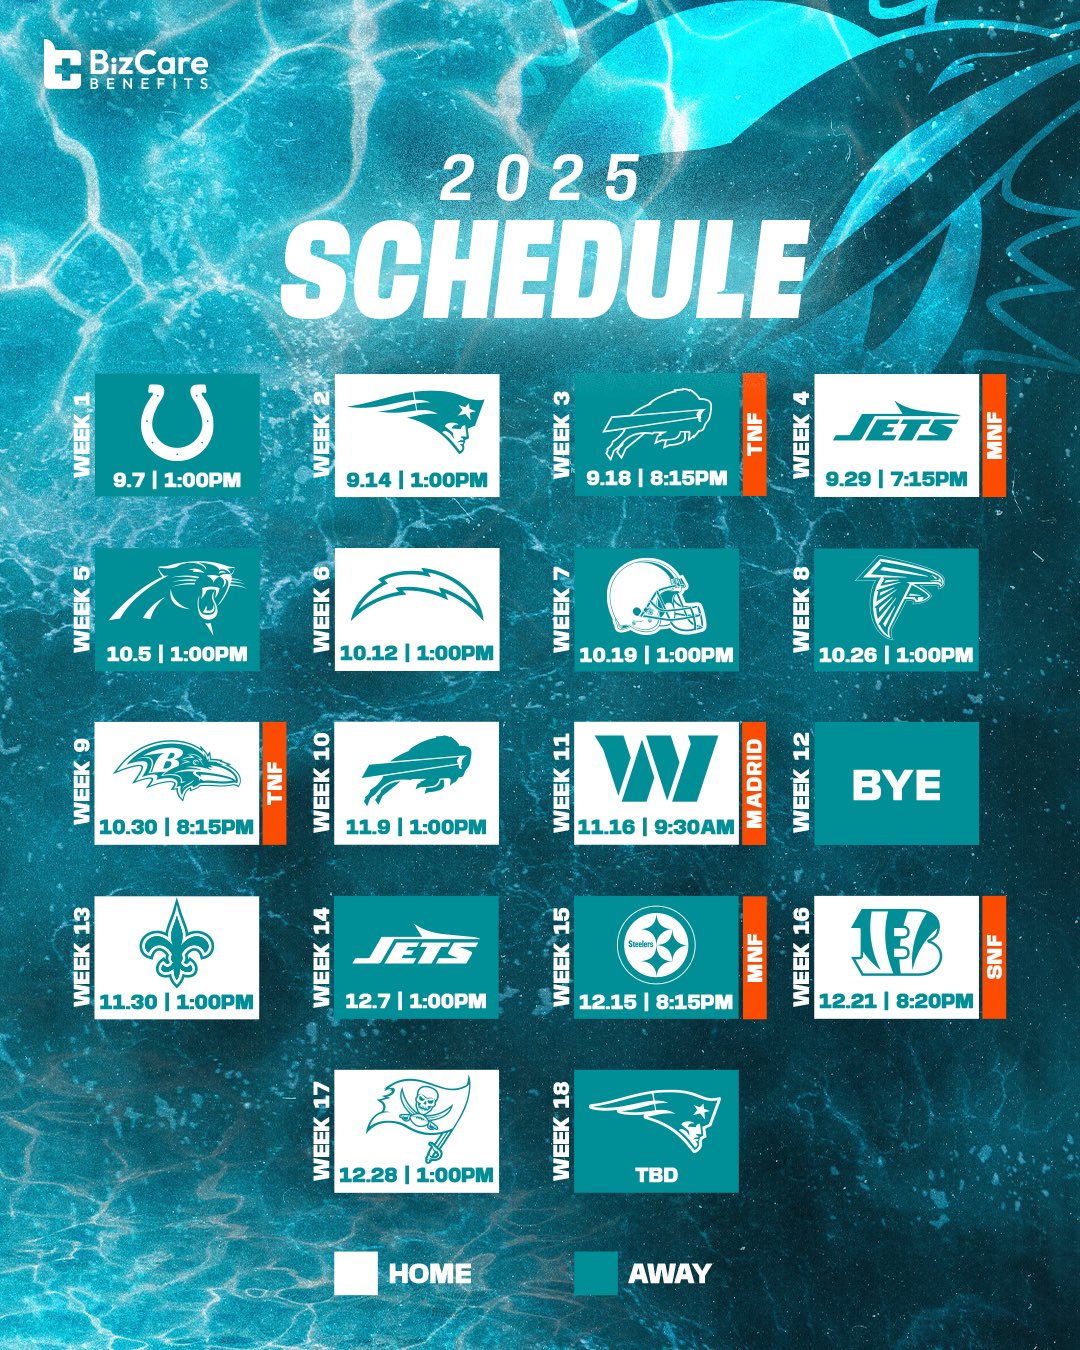 BizCare
BENEFITS
2025
SCHEDULE
WEEK 1
9.7 | 1:00PM
WEEK 2
9.14 | 1:00PM
WEEK 3
9.18 | 8:15PM
TNF
WEEK 4
JETS
9.29 | 7:15PM
MNF
WEEK 5
10.5 | 1:00PM
WEEK 6
10.12 | 1:00PM
WEEK 7
10.19 | 1:00PM
WEEK 8
10.26 | 1:00PM
WEEK 9
B
10.30 | 8:15PM
TNF
WEEK 10
11.9 | 1:00PM
WEEK 11
W
11.16 | 9:30AM
MADRID
WEEK 12
BYE
WEEK 13
11.30 | 1:00PM
WEEK 14
JETS
12.7 | 1:00PM
WEEK 15
Steelers
12.15 | 8:15PM
MNF
WEEK 16
B
12.21 | 8:20PM
SNF
WEEK 17
12.28 | 1:00PM
WEEK 18
TBD
HOME
AWAY